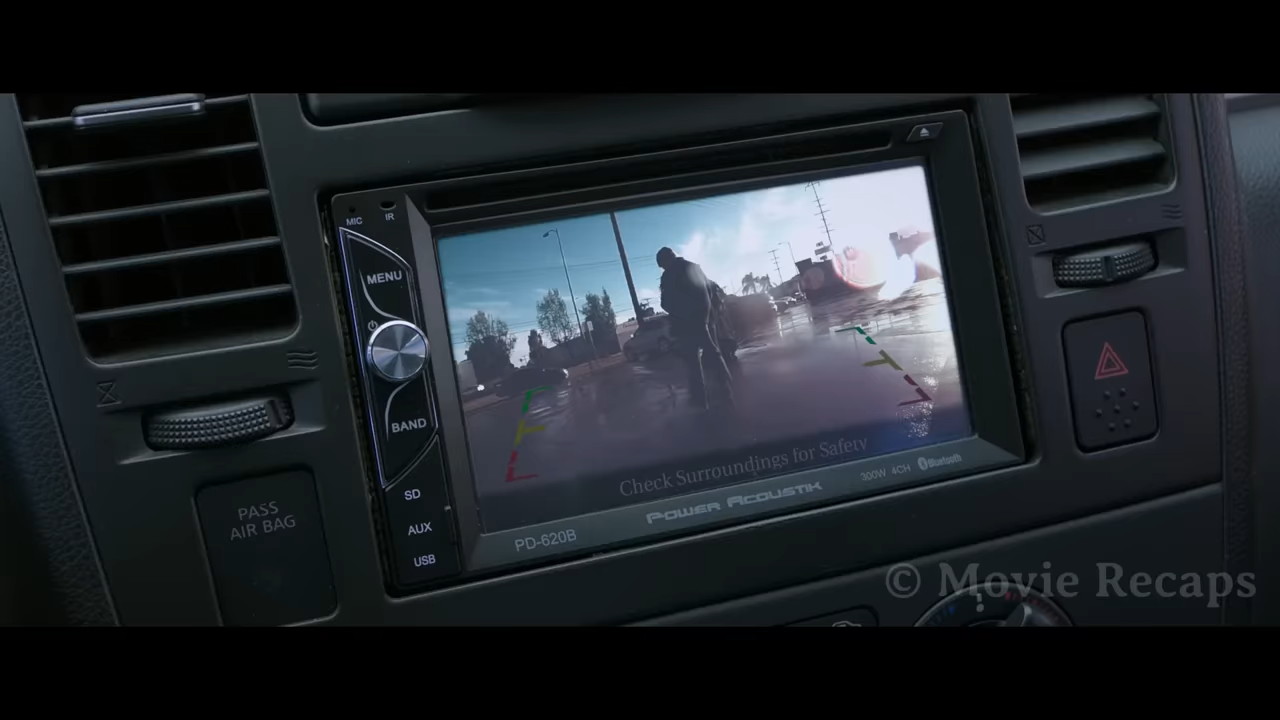 MIC
IR
MENU
BAND
SD
AUX
USB
PASS
AIR BAG
Check Surroundings for Safety
POWER ACOUSTIK
300W 4CH Bluetooth
PD-620B
© Movie Recaps